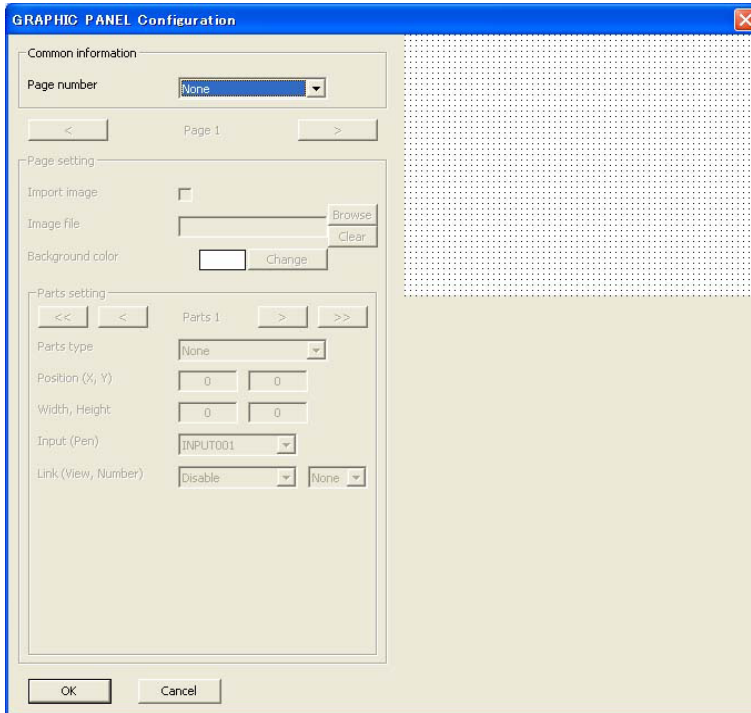 GRAPHIC PANEL Configuration
Common information
Page number None
< Page 1 >
Page setting
Import image
Image file Browse
Clear
Background color Change
Parts setting
<< < Parts 1 > >>
Parts type None
Position (X, Y) 0 0
Width, Height 0 0
Input (Pen) INPUT001
Link (View, Number) Disable None
OK Cancel